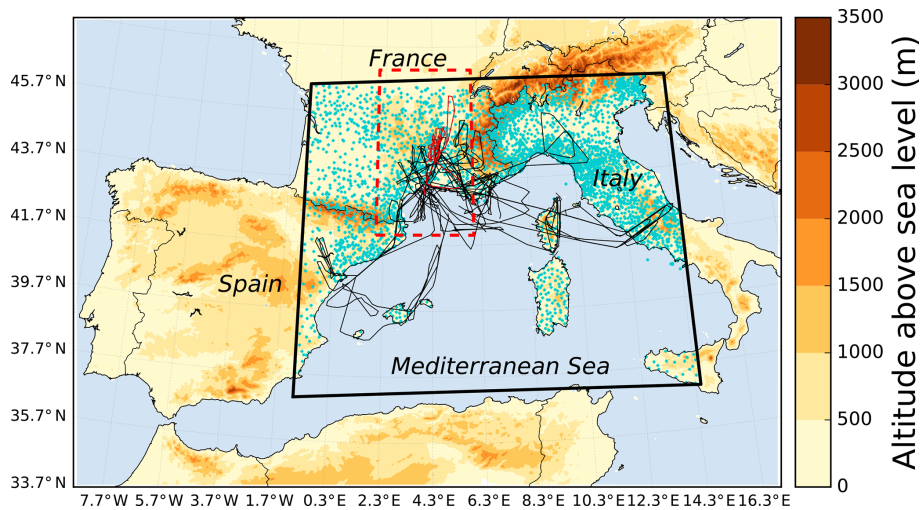 France
Italy
Spain
Mediterranean Sea
45.7° N
43.7° N
41.7° N
39.7° N
37.7° N
35.7° N
33.7° N
7.7° W 5.7° W 3.7° W 1.7° W 0.3° E 2.3° E 4.3° E 6.3° E 8.3° E 10.3° E 12.3° E 14.3° E 16.3° E
3500
3000
2500
2000
1500
1000
500
0
Altitude above sea level (m)